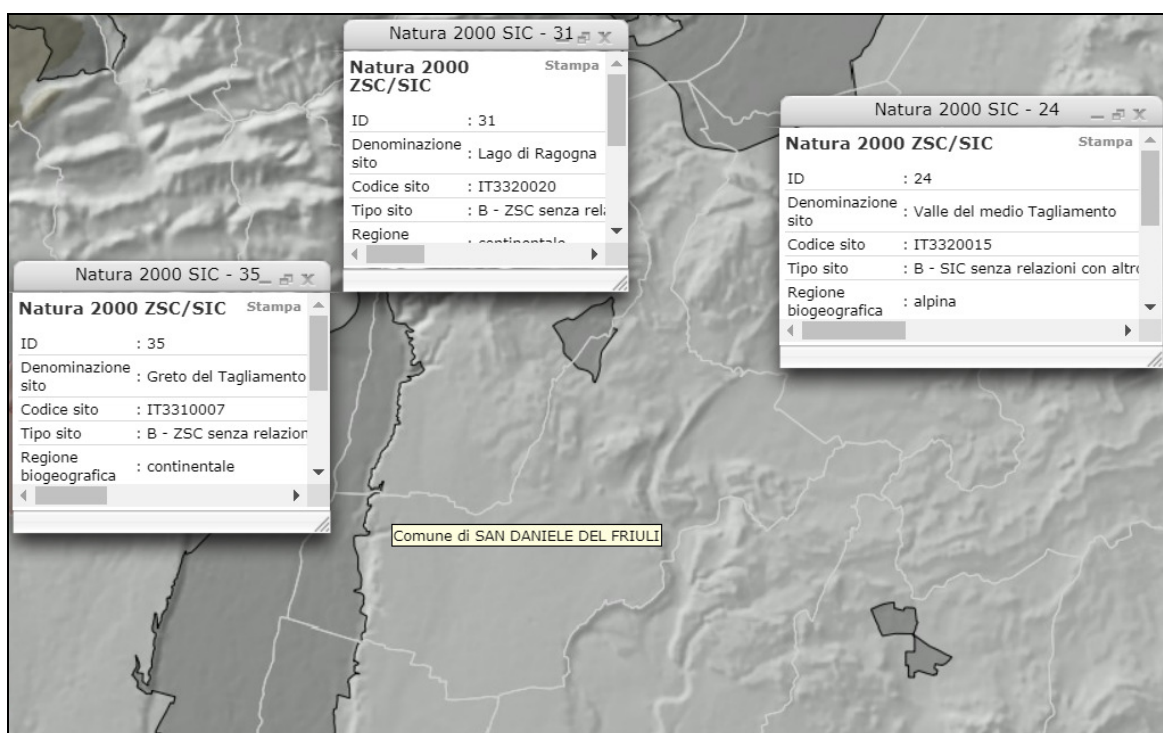 Natura 2000 SIC - 31
Natura 2000 Stampa
ZSC/SIC
ID : 31
Denominazione
sito : Lago di Ragogna
Codice sito : IT3320020
Tipo sito : B - ZSC senza rela
Regione : continentale
Natura 2000 SIC - 24
Natura 2000 ZSC/SIC Stampa
ID : 24
Denominazione
sito : Valle del medio Tagliamento
Codice sito : IT3320015
Tipo sito : B - SIC senza relazioni con altro
Regione
biogeografica : alpina
Natura 2000 SIC - 35
Natura 2000 ZSC/SIC Stampa
ID : 35
Denominazione
sito : Greto del Tagliamento
Codice sito : IT3310007
Tipo sito : B - ZSC senza relazion
Regione
biogeografica : continentale
Comune di SAN DANIELE DEL FRIULI